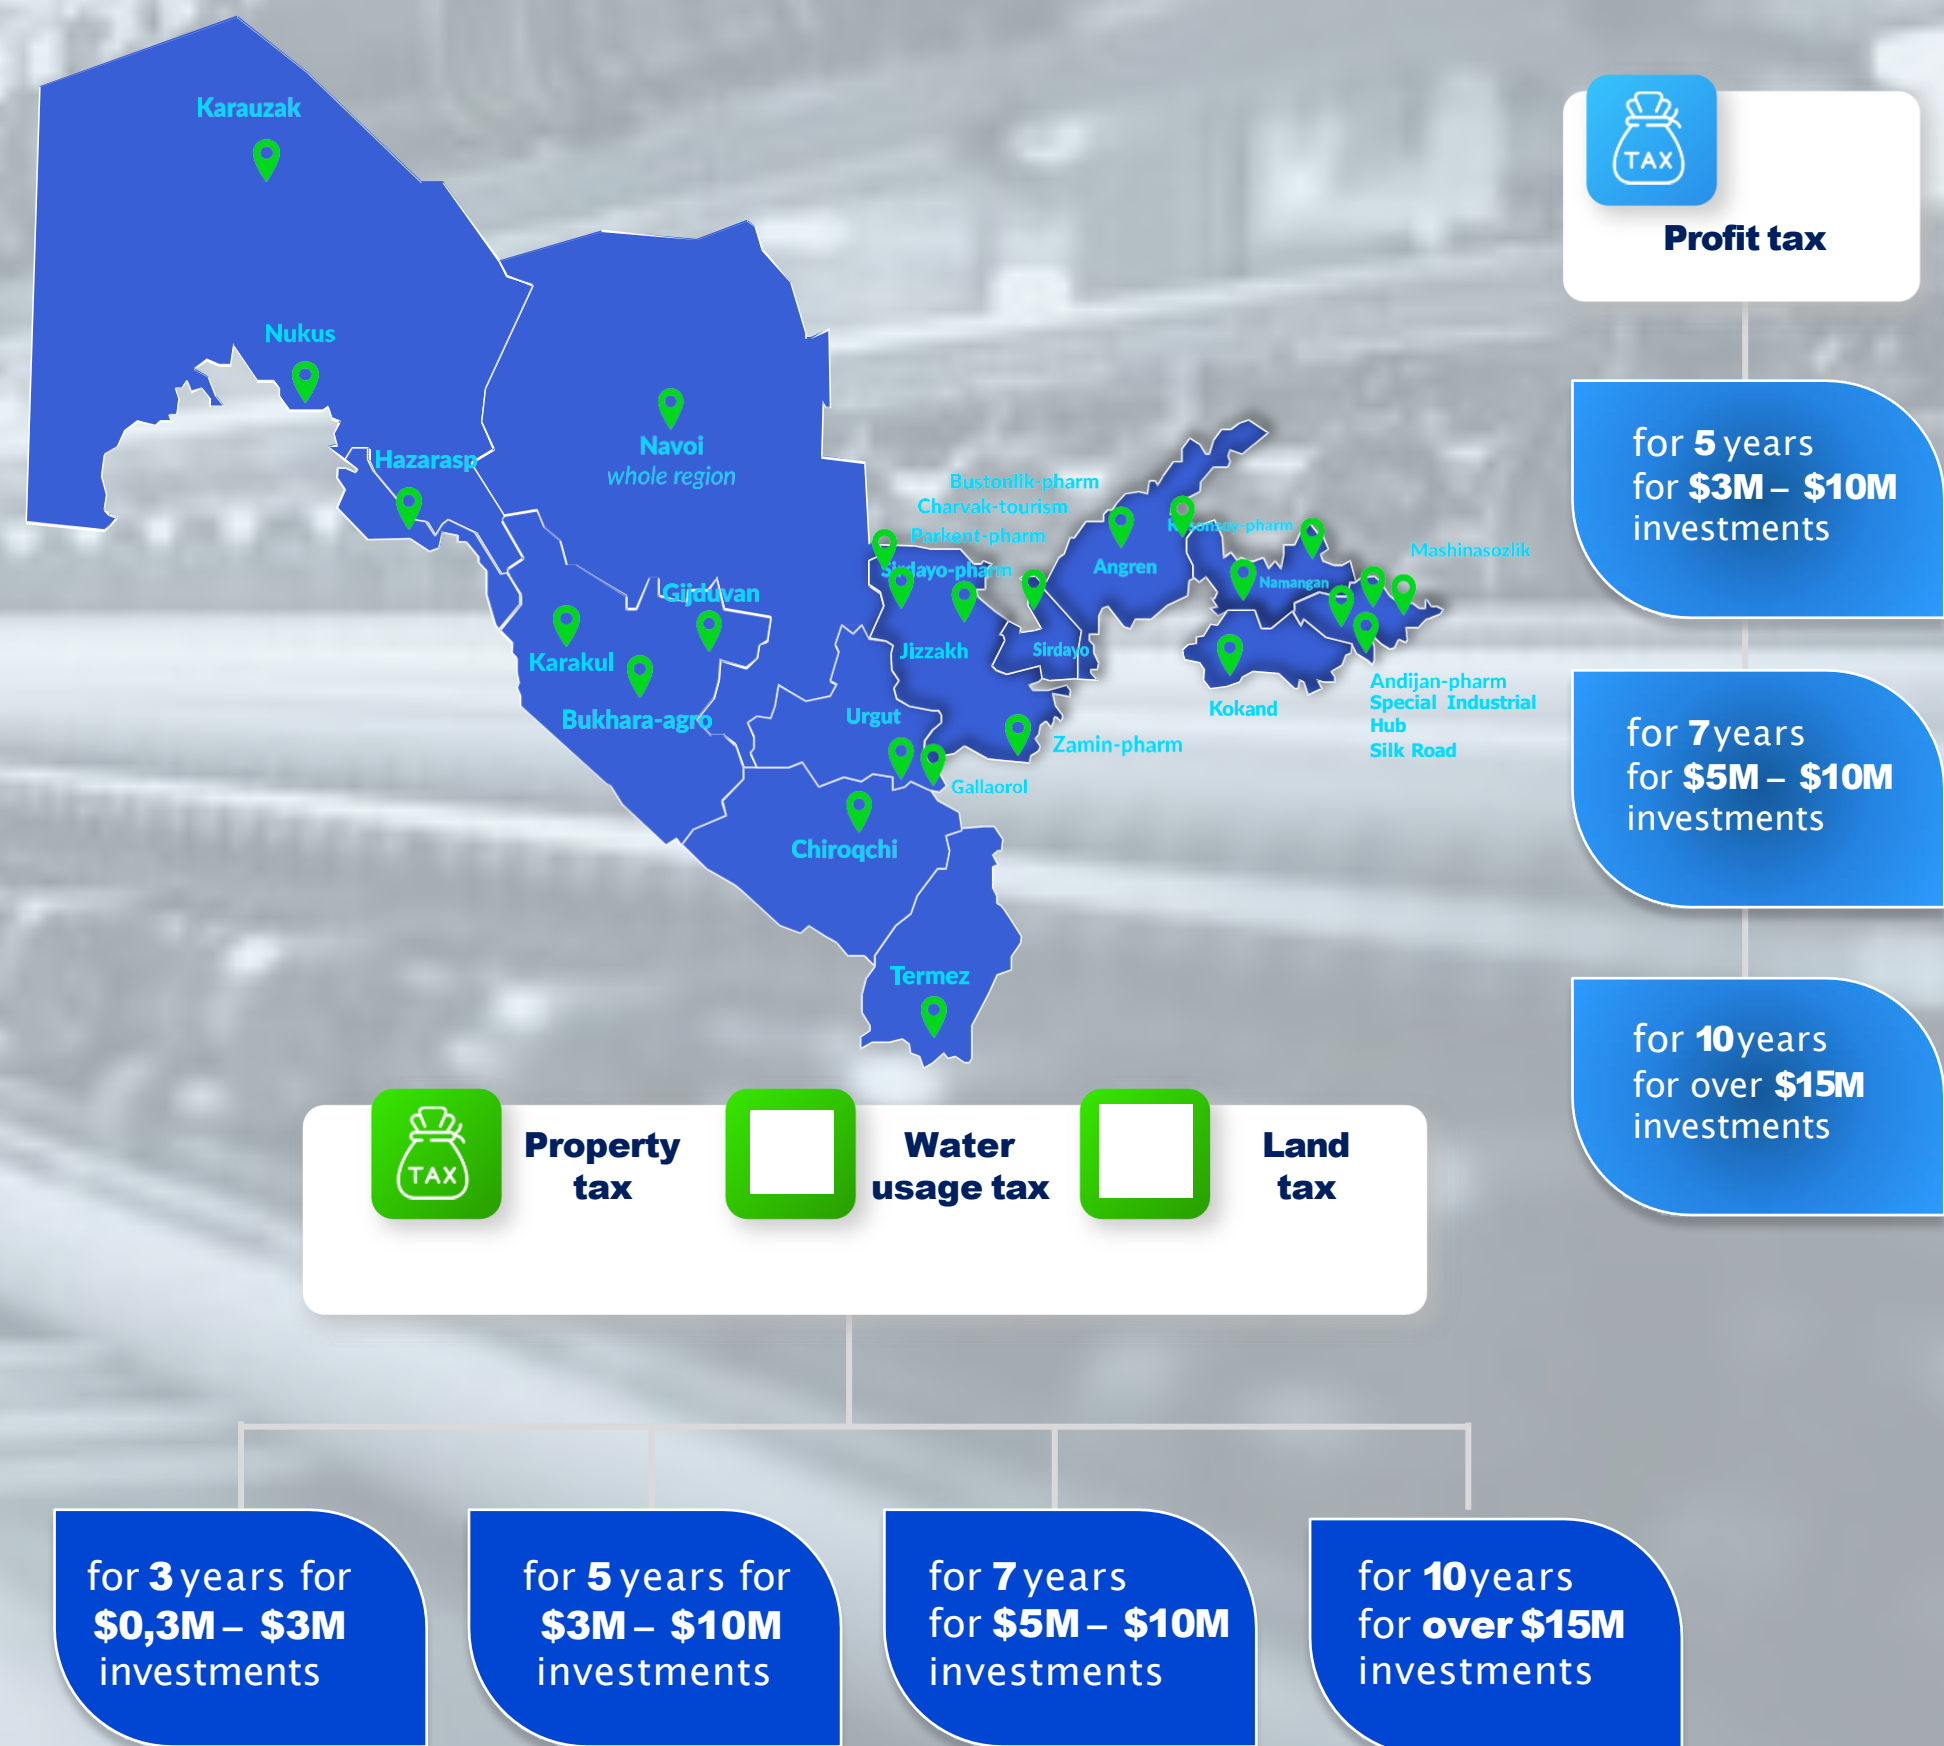 Karauzak
Nukus
Hazarasp
Navoi
whole region
Bustonlik-pharm
Charvak-tourism
Parkent-pharm
Sirdayo-pharm
Angren
Kosonsoy-pharm
Namangan
Mashinasozlik
Gijduvan
Karakul
Bukhara-agro
Jizzakh
Sirdayo
Urgut
Zamin-pharm
Gallaorol
Kokand
Andijan-pharm
Special Industrial
Hub
Silk Road
Chiroqchi
Termez
TAX
Profit tax
for 5 years
for $3M – $10M
investments
for 7 years
for $5M – $10M
investments
for 10 years
for over $15M
investments
TAX
Property
tax
Water
usage tax
Land
tax
for 3 years for
$0,3M – $3M
investments
for 5 years for
$3M – $10M
investments
for 7 years
for $5M – $10M
investments
for 10 years
for over $15M
investments